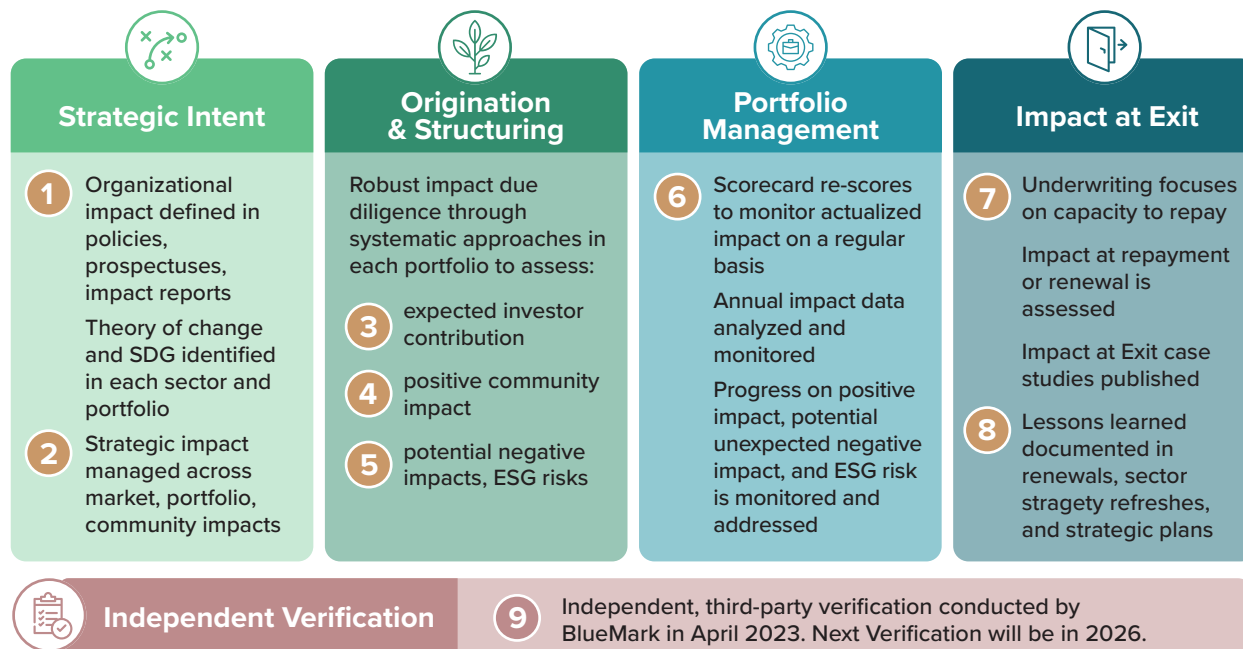 Strategic Intent
1
Organizational
impact defined in
policies,
prospectuses,
impact reports
Theory of change
and SDG identified
in each sector and
portfolio
2
Strategic impact
managed across
market, portfolio,
community impacts
Origination
& Structuring
Robust impact due
diligence through
systematic approaches in
each portfolio to assess:
3
expected investor
contribution
4
positive community
impact
5
potential negative
impacts, ESG risks
Portfolio
Management
6
Scorecard re-scores
to monitor actualized
impact on a regular
basis
Annual impact data
analyzed and
monitored
Progress on positive
impact, potential
unexpected negative
impact, and ESG risk
is monitored and
addressed
Impact at Exit
7
Underwriting focuses
on capacity to repay
Impact at repayment
or renewal is
assessed
Impact at Exit case
studies published
8
Lessons learned
documented in
renewals, sector
stragety refreshes,
and strategic plans
Independent Verification
9
Independent, third-party verification conducted by
BlueMark in April 2023. Next Verification will be in 2026.